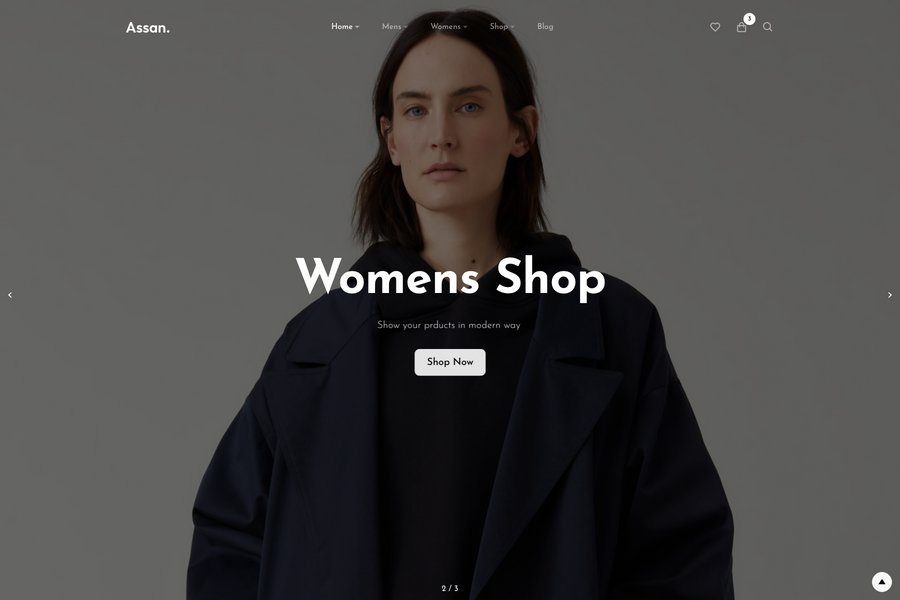 Assan.
Home
Mens
Womens
Shop
Blog
3
Womens Shop
Show your prducts in modern way
Shop Now
2 / 3